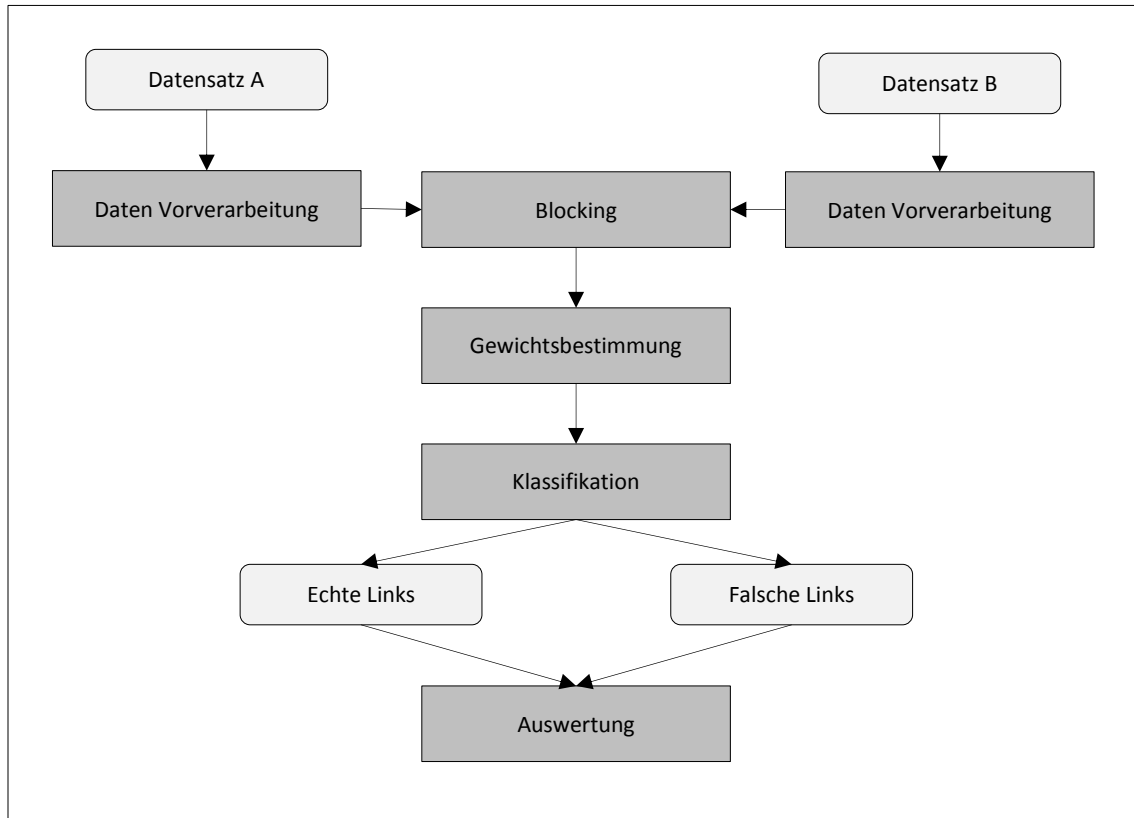 Datensatz A
Datensatz B
Daten Vorverarbeitung
Blocking
Daten Vorverarbeitung
Gewichtsbestimmung
Klassifikation
Echte Links
Falsche Links
Auswertung